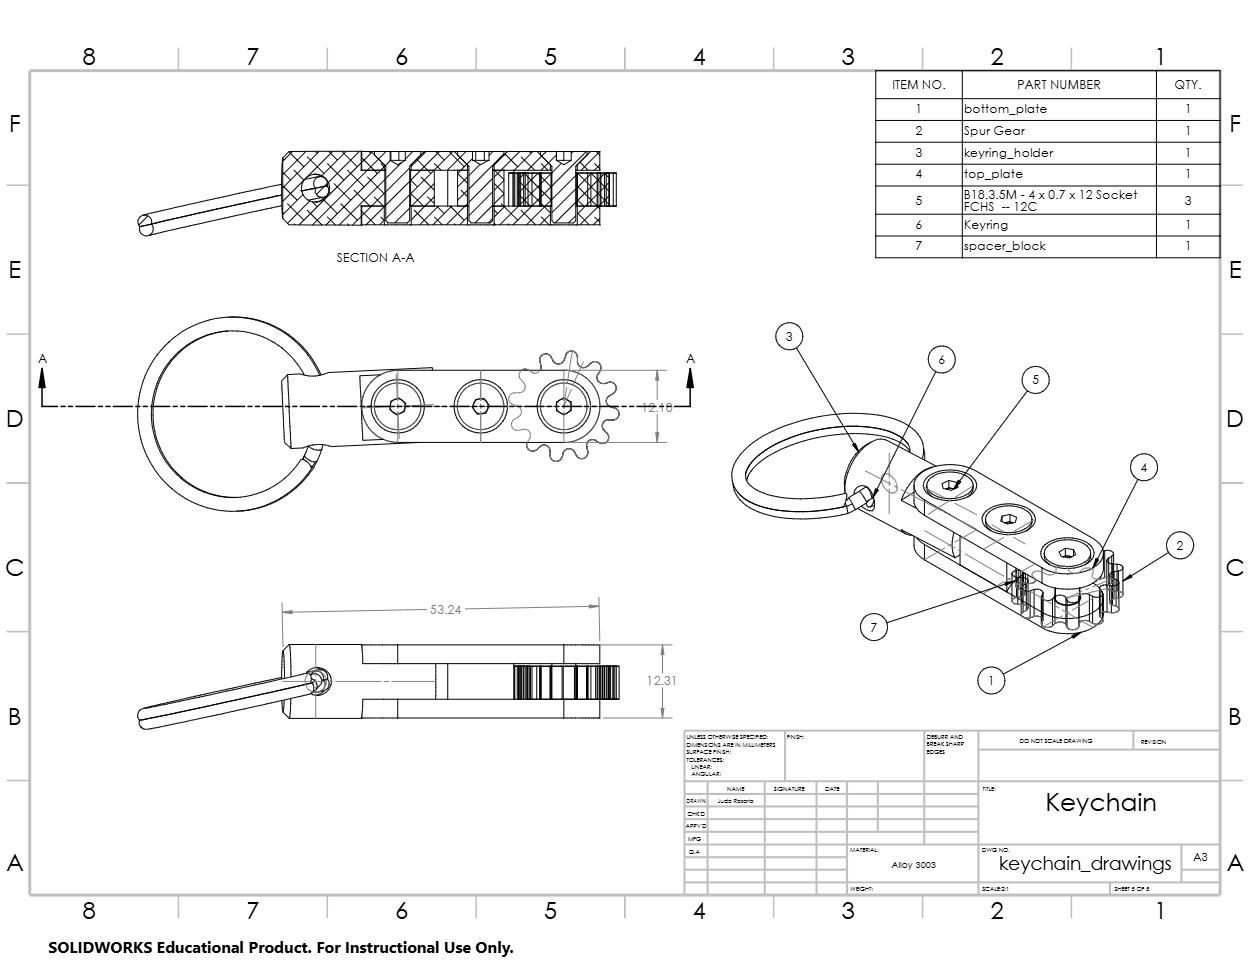 8 7 6 5 4 3 2 1
F
E
D
C
B
A
F
E
D
C
B
A
ITEM NO. PART NUMBER QTY.
1 bottom_plate 1
2 Spur Gear 1
3 keyring_holder 1
4 top_plate 1
5 B18.3.5M - 4 x 0.7 x 12 Socket FCHS -- 12C 3
6 Keyring 1
7 spacer_block 1
SECTION A-A
A A
12.10
3
6
5
4
2
7
1
53.24
12.31
UNLESS OTHERWISE SPECIFIED:
DIMENSIONS ARE IN MILLIMETERS
SURFACE FINISH:
TOLERANCES:
LINEAR:
ANGULAR:
FINISH:
DEBURR AND
BREAK SHARP
EDGES
DO NOT SCALE DRAWING
REVISION
NAME SIGNATURE DATE
DRAWN Juda Rosario
CHK'D
APPV'D
MFG
Q.A
TITLE:
Keychain
MATERIAL:
Alloy 3003
DWG NO.
keychain_drawings
A3
WEIGHT:
SCALE:2:1
SHEET 5 OF 5
8 7 6 5 4 3 2 1
SOLIDWORKS Educational Product. For Instructional Use Only.